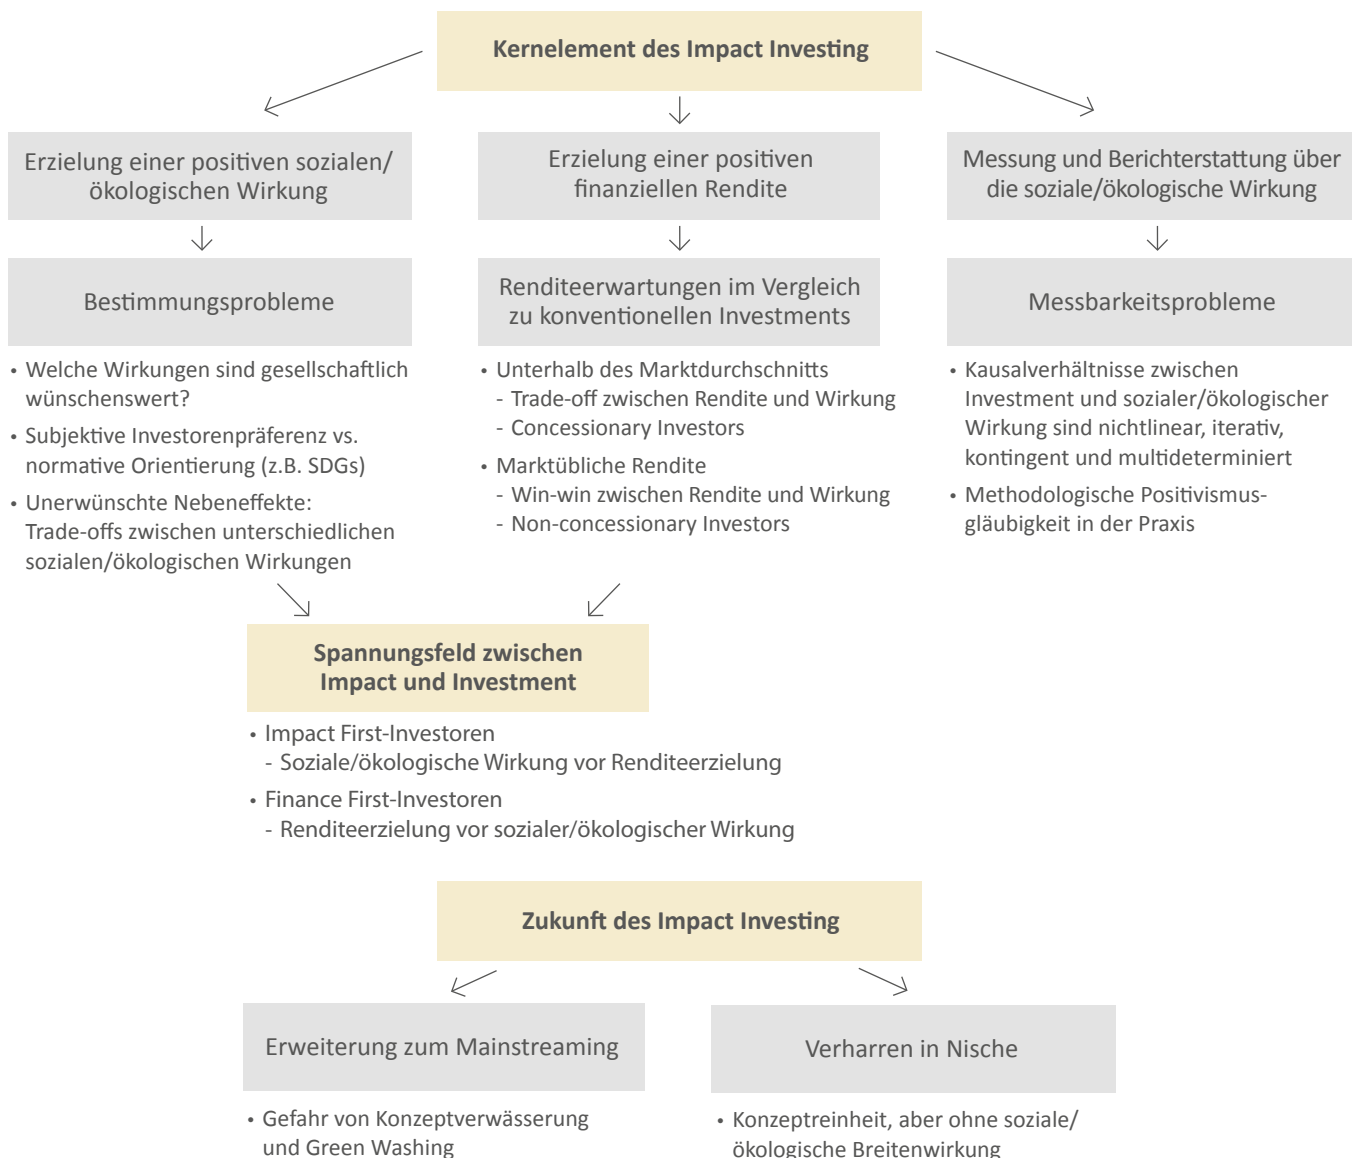 Kernelement des Impact Investing
Erzielung einer positiven sozialen/
ökologischen Wirkung
Erzielung einer positiven
finanziellen Rendite
Messung und Berichterstattung über
die soziale/ökologische Wirkung
Bestimmungsprobleme
Renditeerwartungen im Vergleich
zu konventionellen Investments
Messbarkeitsprobleme
• Welche Wirkungen sind gesellschaftlich
wünschenswert?
• Subjektive Investorenpräferenz vs.
normative Orientierung (z.B. SDGs)
• Unerwünschte Nebeneffekte:
Trade-offs zwischen unterschiedlichen
sozialen/ökologischen Wirkungen
• Unterhalb des Marktdurchschnitts
- Trade-off zwischen Rendite und Wirkung
- Concessionary Investors
• Marktübliche Rendite
- Win-win zwischen Rendite und Wirkung
- Non-concessionary Investors
• Kausalverhältnisse zwischen
Investment und sozialer/ökologischer
Wirkung sind nichtlinear, iterativ,
kontingent und multideterminiert
• Methodologische Positivismus-
gläubigkeit in der Praxis
Spannungsfeld zwischen
Impact und Investment
• Impact First-Investoren
- Soziale/ökologische Wirkung vor Renditeerzielung
• Finance First-Investoren
- Renditeerzielung vor sozialer/ökologischer Wirkung
Zukunft des Impact Investing
Erweiterung zum Mainstreaming
Verharren in Nische
• Gefahr von Konzeptverwässerung
und Green Washing
• Konzeptreinheit, aber ohne soziale/
ökologische Breitenwirkung